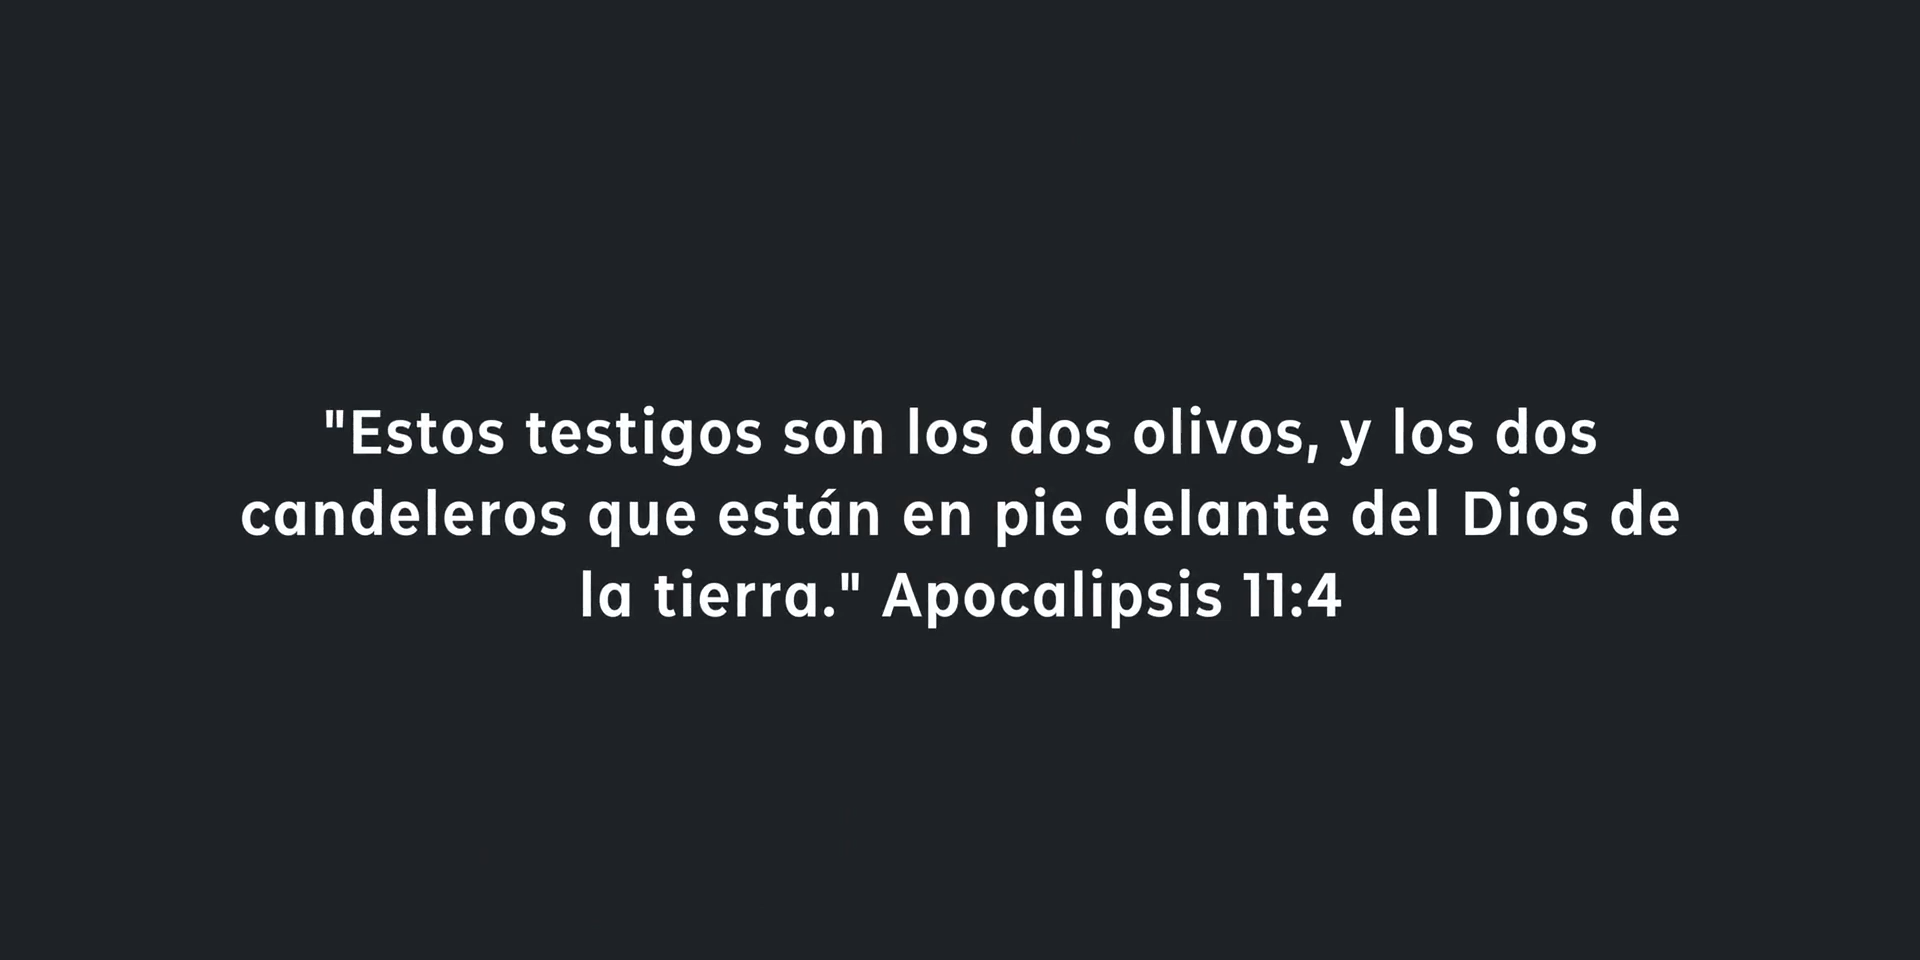 "Estos testigos son los dos olivos, y los dos
candeleros que están en pie delante del Dios de
la tierra." Apocalipsis 11:4